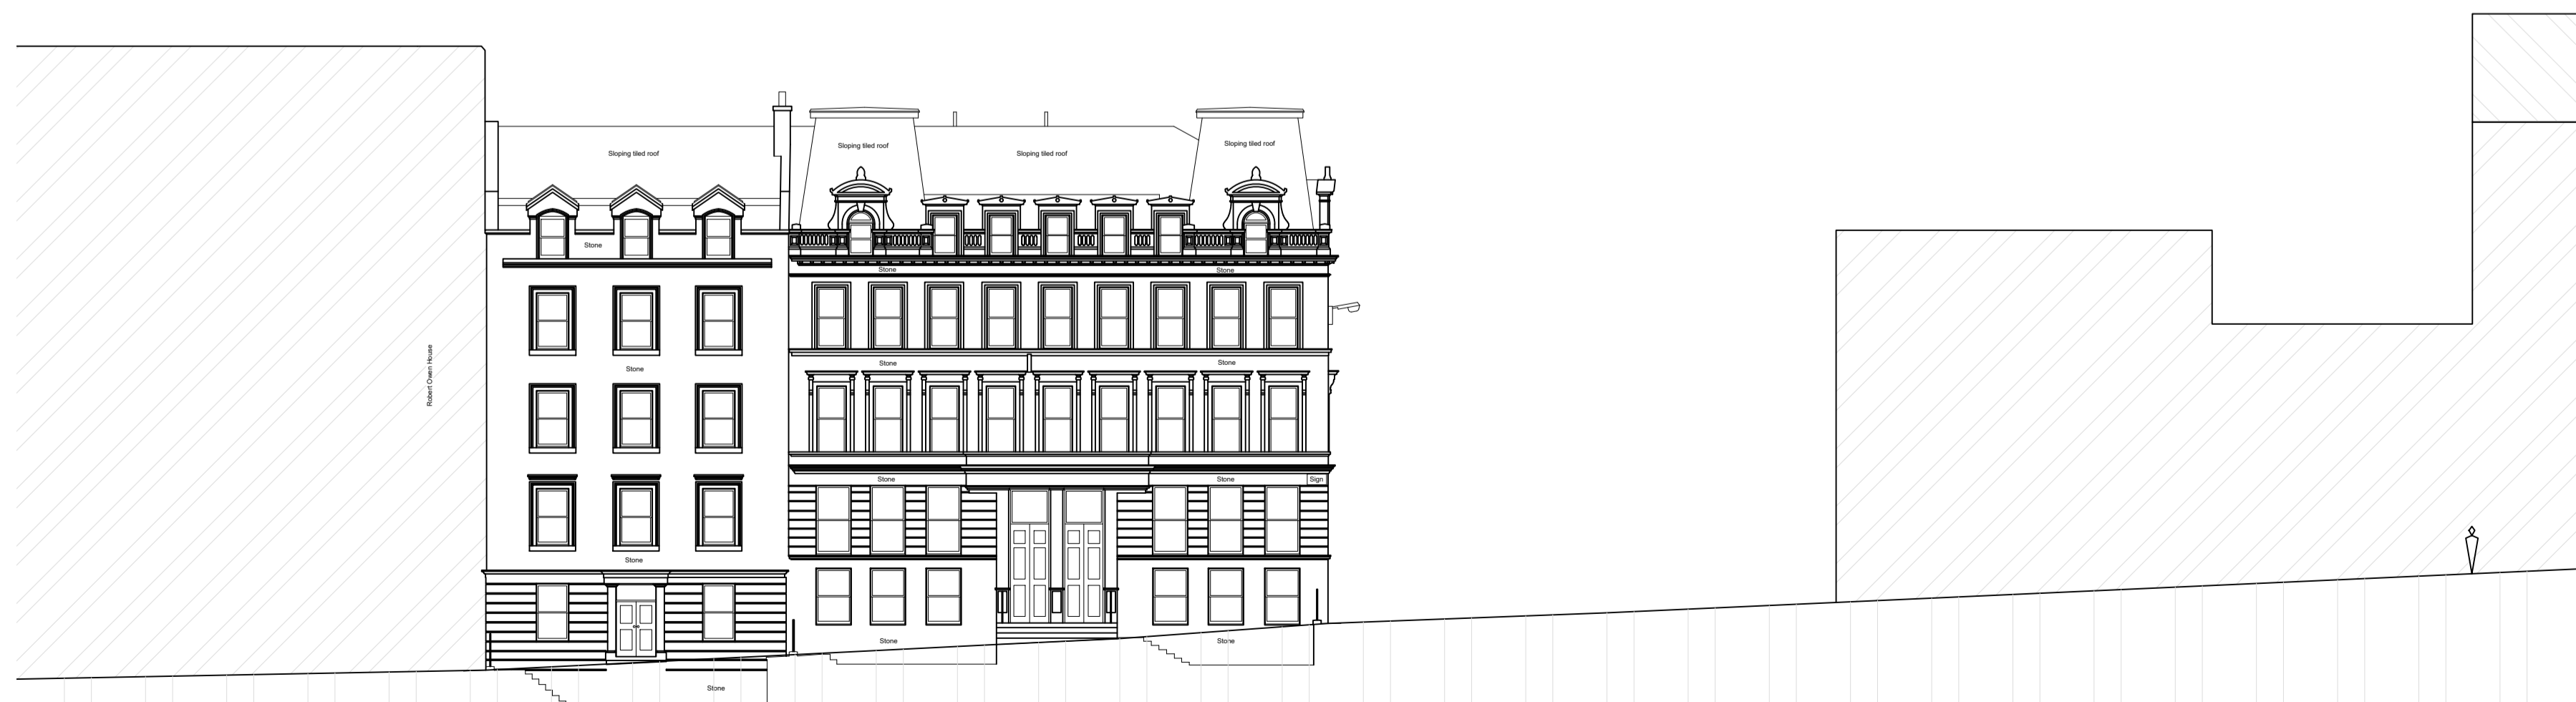 Sloping tiled roof
Sloping tiled roof
Sloping tiled roof
Sloping tiled roof
Stone
Stone
Stone
Robert Owen House
Stone
Stone
Stone
Stone
Stone
Sign
Stone
Stone
Stone
Stone